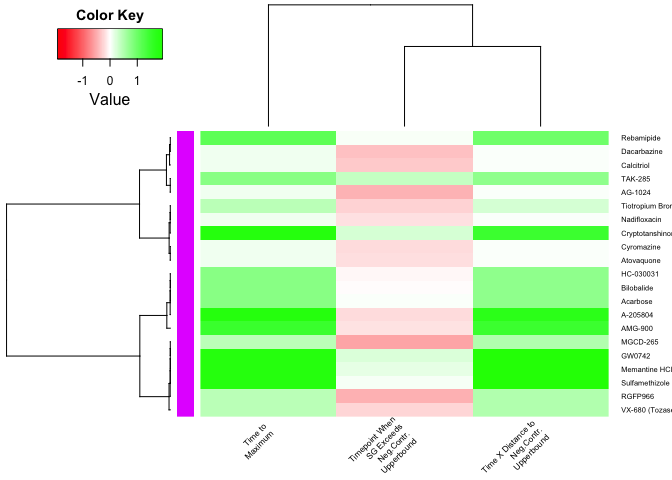 Color Key
-1 0 1
Value
Rebamipide
Dacarbazine
Calcitriol
TAK-285
AG-1024
Tiotropium Bron
Nadifloxacin
Cryptotanshinon
Cyromazine
Atovaquone
HC-030031
Bilobalide
Acarbose
A-205804
AMG-900
MGCD-265
GW0742
Memantine HCl
Sulfamethizole
RGFP966
VX-680 (Tozase
Time to
Maximum
Timepoint When
SG Exceeds
Neg.Contr.
Upperbound
Time X Distance to
Neg.Contr.
Upperbound